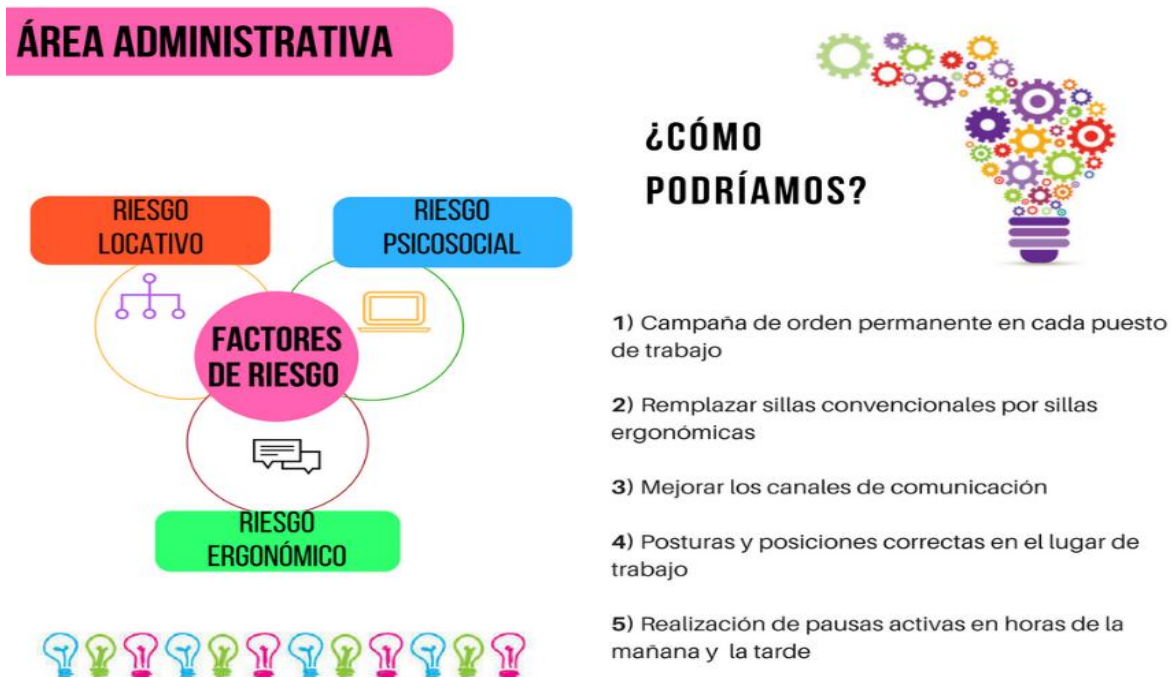 ÁREA ADMINISTRATIVA
RIESGO
LOCATIVO
RIESGO
PSICOSOCIAL
FACTORES
DE RIESGO
RIESGO
ERGONÓMICO
¿CÓMO
PODRÍAMOS?
1) Campaña de orden permanente en cada puesto
de trabajo
2) Remplazar sillas convencionales por sillas
ergonómicas
3) Mejorar los canales de comunicación
4) Posturas y posiciones correctas en el lugar de
trabajo
5) Realización de pausas activas en horas de la
mañana y la tarde